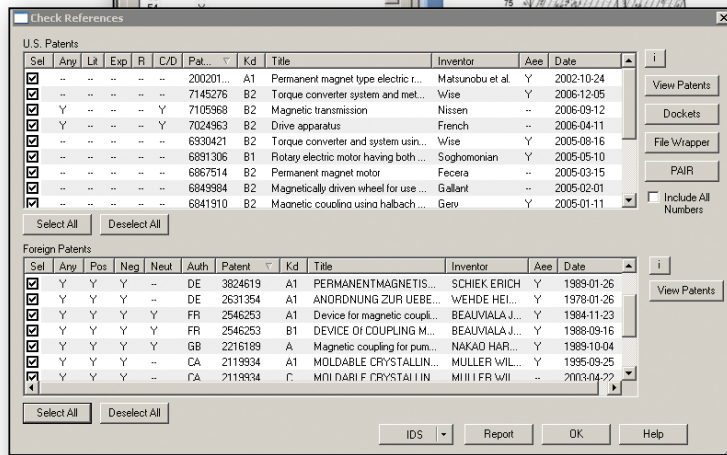 75
Check References
U.S. Patents
Sel Any Lit Exp R C/D Pat... Kd Title Inventor Aee Date
-- -- -- -- -- 200201... A1 Permanent magnet type electric r... Matsunobu et al. Y 2002-10-24
-- -- -- -- -- 7145276 B2 Torque converter system and met... Wise Y 2006-12-05
Y -- -- -- Y 7105968 B2 Magnetic transmission Nissen -- 2006-09-12
Y -- -- -- Y 7024963 B2 Drive apparatus French -- 2006-04-11
-- -- -- -- -- 6930421 B2 Torque converter and system usin... Wise Y 2005-08-16
-- -- -- -- -- 6891306 B1 Rotary electric motor having both ... Soghomonian Y 2005-05-10
-- -- -- -- -- 6867514 B2 Permanent magnet motor Fecera -- 2005-03-15
-- -- -- -- -- 6849984 B2 Magnetically driven wheel for use ... Gallant -- 2005-02-01
-- -- -- -- -- 6841910 B2 Magnetic coupling using halbach ... Gery Y 2005-01-11
i
View Patents
Dockets
File Wrapper
PAIR
Include All
Numbers
Select All Deselect All
Foreign Patents
Sel Any Pos Neg Neut Auth Patent Kd Title Inventor Aee Date
Y Y Y -- DE 3824619 A1 PERMANENTMAGNETIS... SCHIEK ERICH Y 1989-01-26
Y Y Y -- DE 2631354 A1 ANORDNUNG ZUR UEBE... WEHDE HEI... Y 1978-01-26
Y Y Y Y FR 2546253 A1 Device for magnetic coupli... BEAUVIALA J... Y 1984-11-23
Y Y Y Y FR 2546253 B1 DEVICE Of COUPLING M... BEAUVIALA J... Y 1988-09-16
Y Y Y Y GB 2216189 A Magnetic coupling for pum... NAKAO HAR... Y 1989-10-04
Y Y Y -- CA 2119934 A1 MOLDABLE CRYSTALLIN... MULLER WIL... Y 1995-09-25
Y Y Y -- CA 2119934 C MOLDABLE CRYSTALLIN... MULLER WIL... -- 2003-04-22
i
View Patents
Select All Deselect All
IDS Report OK Help